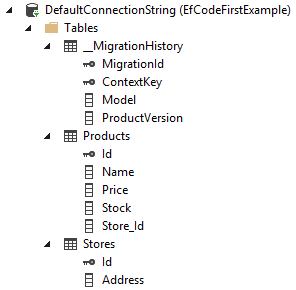 DefaultConnectionString (EfCodeFirstExample)
Tables
__MigrationHistory
MigrationId
ContextKey
Model
ProductVersion
Products
Id
Name
Price
Stock
Store_Id
Stores
Id
Address